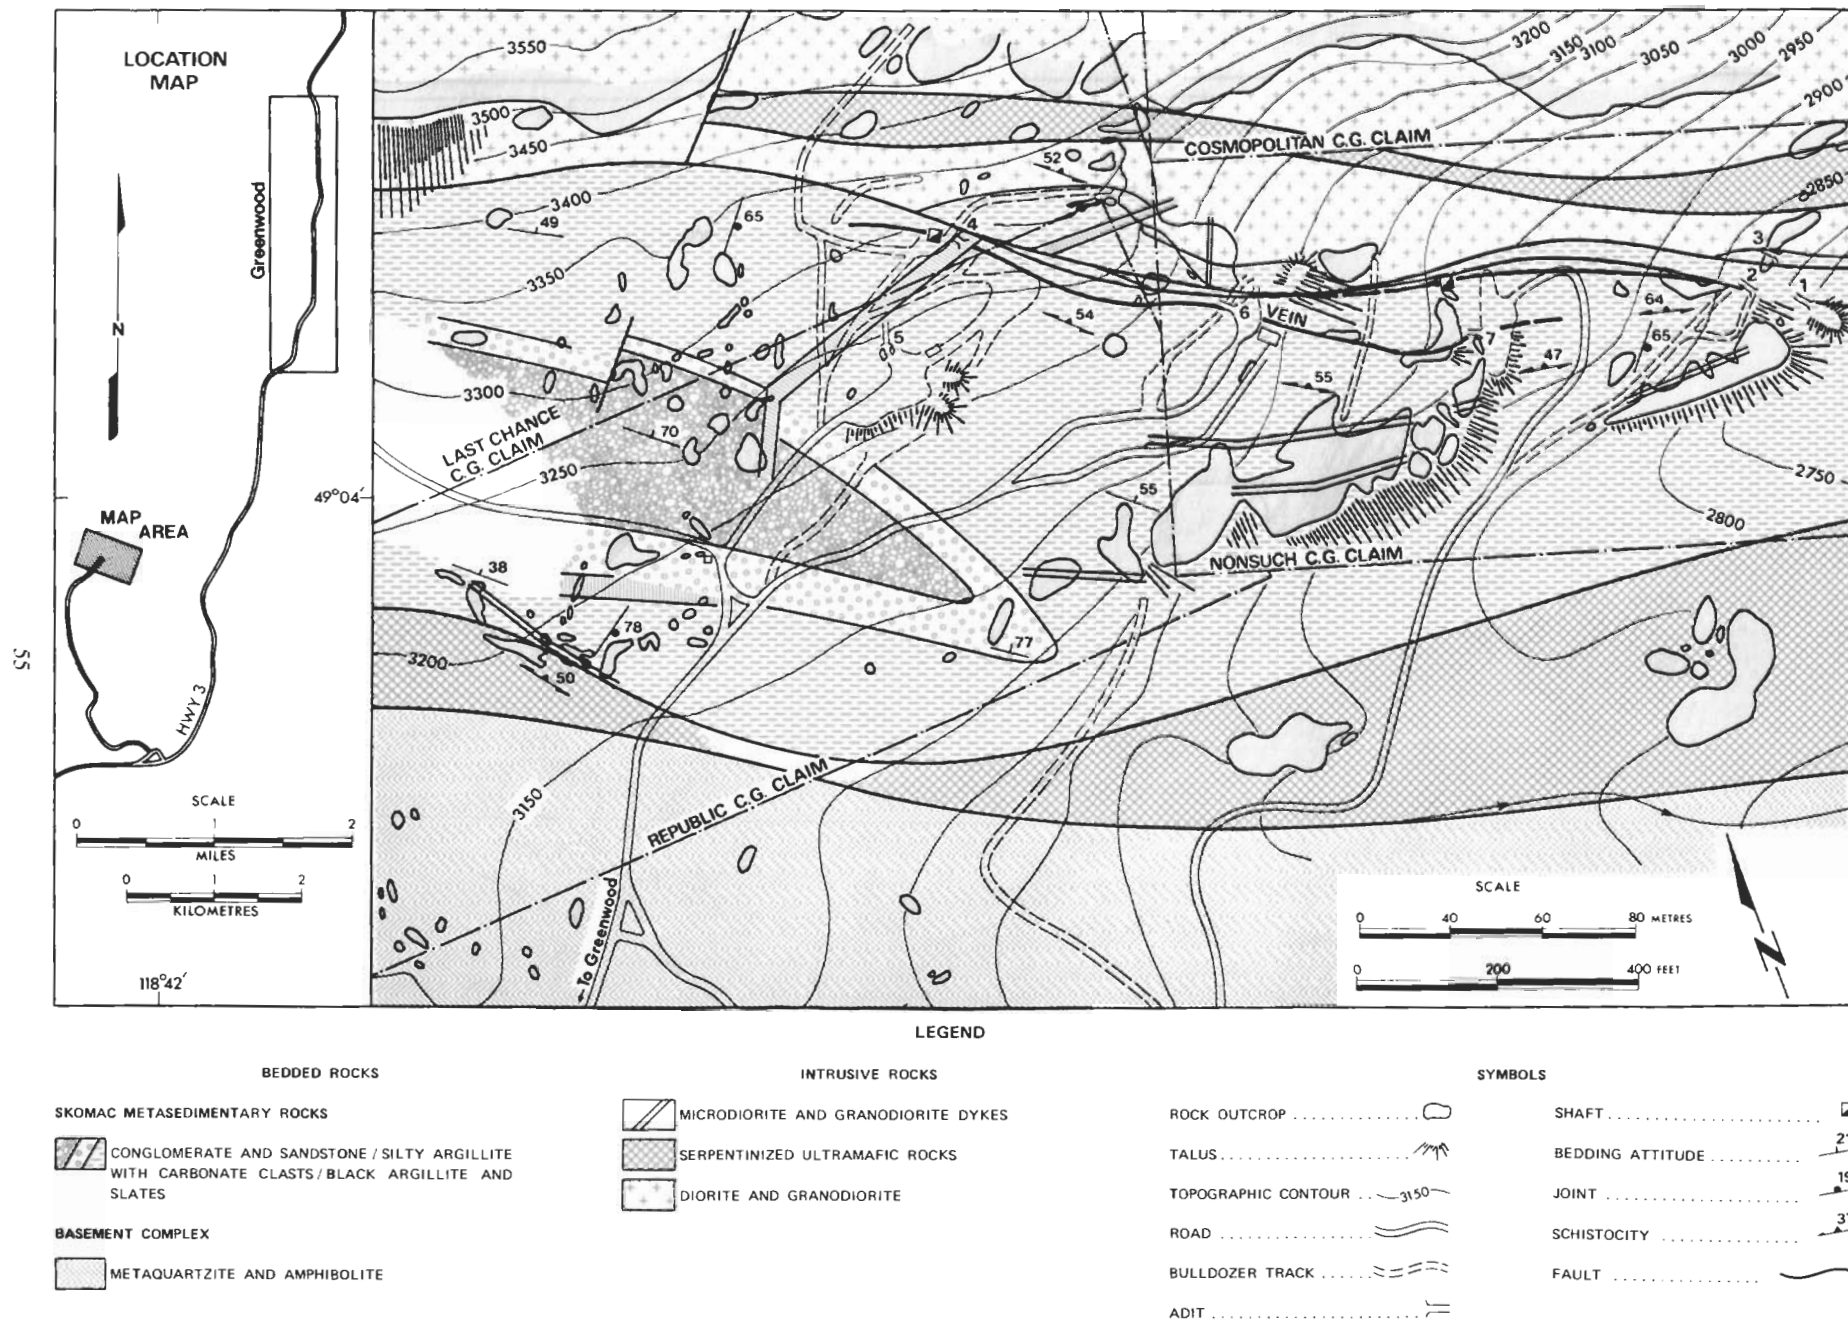 LOCATION
MAP
N
Greenwood
49°04'
MAP
AREA
HWY 3
SCALE
0 1 2
MILES
0 1 2
KILOMETRES
118°42'
55
3550
3200
3150
3100
3050
3000
2950
2900
3500
3450
COSMOPOLITAN C.G. CLAIM
52
2850
3400
49
65
4
3
3350
2
1
64
54
6
VEIN
5
7
65
47
3300
55
LAST CHANCE
C.G. CLAIM
70
3250
55
2750
2800
NONSUCH C.G. CLAIM
38
78
77
3200
50
3150
REPUBLIC C.G. CLAIM
To Greenwood
SCALE
0 40 60 80 METRES
0 200 400 FEET
N
LEGEND
BEDDED ROCKS
SKOMAC METASEDIMENTARY ROCKS
CONGLOMERATE AND SANDSTONE / SILTY ARGILLITE
WITH CARBONATE CLASTS / BLACK ARGILLITE AND
SLATES
BASEMENT COMPLEX
METAQUARTZITE AND AMPHIBOLITE
INTRUSIVE ROCKS
MICRODIORITE AND GRANODIORITE DYKES
SERPENTINIZED ULTRAMAFIC ROCKS
DIORITE AND GRANODIORITE
SYMBOLS
ROCK OUTCROP
TALUS
TOPOGRAPHIC CONTOUR 3150
ROAD
BULLDOZER TRACK
ADIT
SHAFT
BEDDING ATTITUDE
JOINT
SCHISTOCITY
FAULT